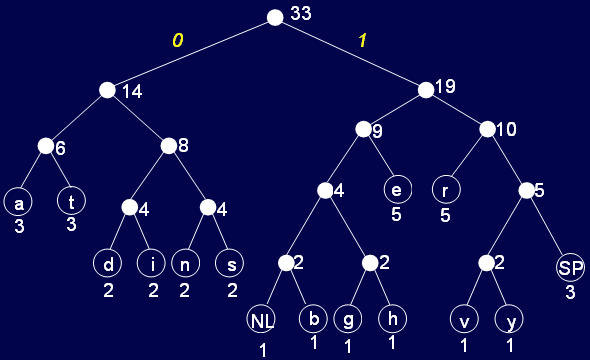 33
0 1
14 19
6 8 9 10
a t 4 4 4 e r 5
3 3 5 5
d i n s 2 2 2 SP
2 2 2 2 3
NL b g h v y
1 1 1 1 1 1